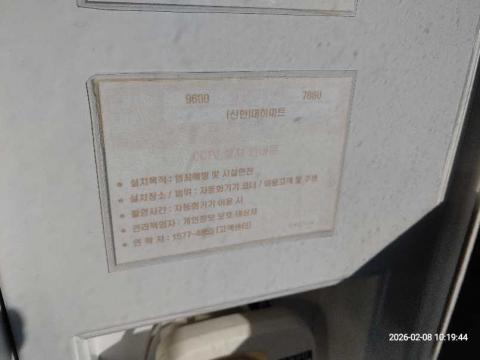 9600 7880
(신한)대하마트
CCTV 설치 안내문
● 설치목적 : 범죄예방 및 시설안전
● 설치장소 / 범위 : 자동화기기 코너 / 이용고객 및 주변
● 촬영시간 : 자동화기기 이용 시
● 관리책임자 : 개인정보 보호 책임자
● 연 락 처 : 1577- (고객센터)
2026-02-08 10:19:44